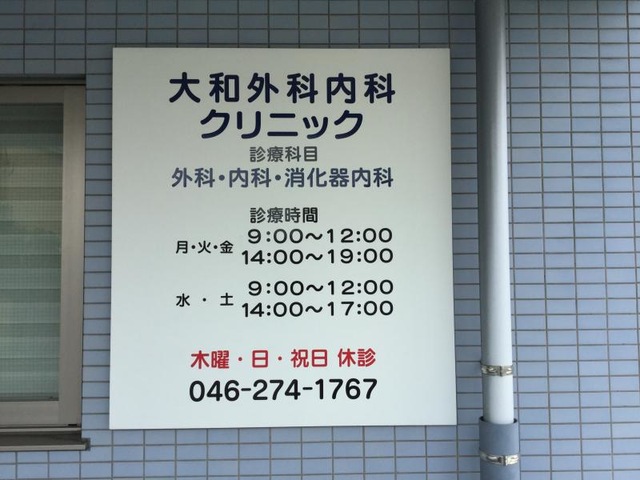 大和外科内科
クリニック
診療科目
外科・内科・消化器内科
診療時間
月・火・金 9:00〜12:00
14:00〜19:00
水・土 9:00〜12:00
14:00〜17:00
木曜・日・祝日 休診
046-274-1767